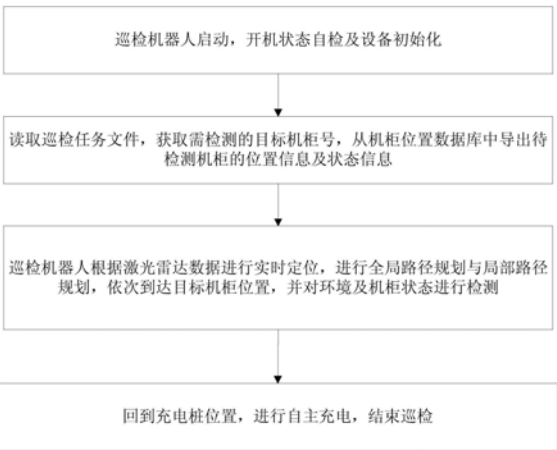 巡检机器人启动，开机状态自检及设备初始化
读取巡检任务文件，获取需检测的目标机柜号，从机柜位置数据库中导出待
检测机柜的位置信息及状态信息
巡检机器人根据激光雷达数据进行实时定位，进行全局路径规划与局部路径
规划，依次到达目标机柜位置，并对环境及机柜状态进行检测
回到充电桩位置，进行自主充电，结束巡检